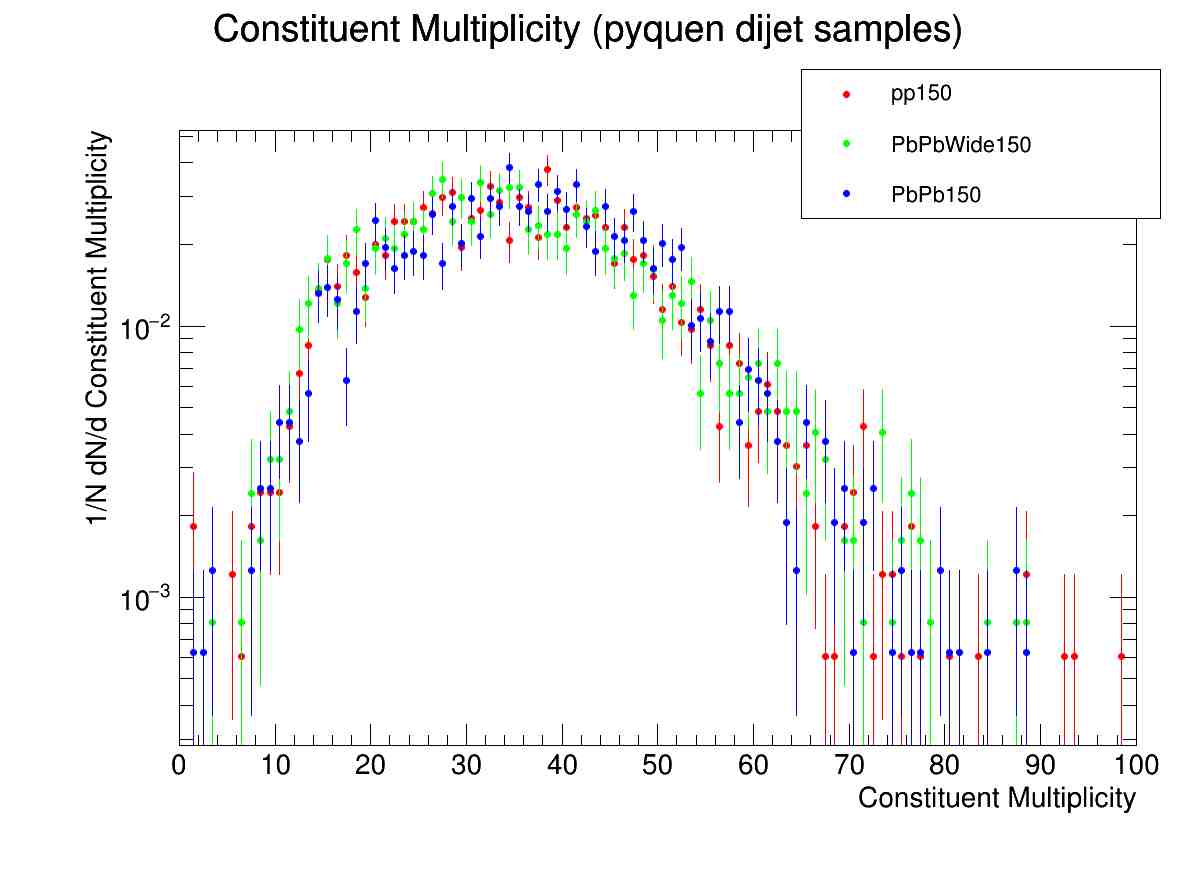 Constituent Multiplicity (pyquen dijet samples)
pp150
PbPbWide150
PbPb150
1/N dN/d Constituent Multiplicity
10−2
10−3
0 10 20 30 40 50 60 70 80 90 100
Constituent Multiplicity